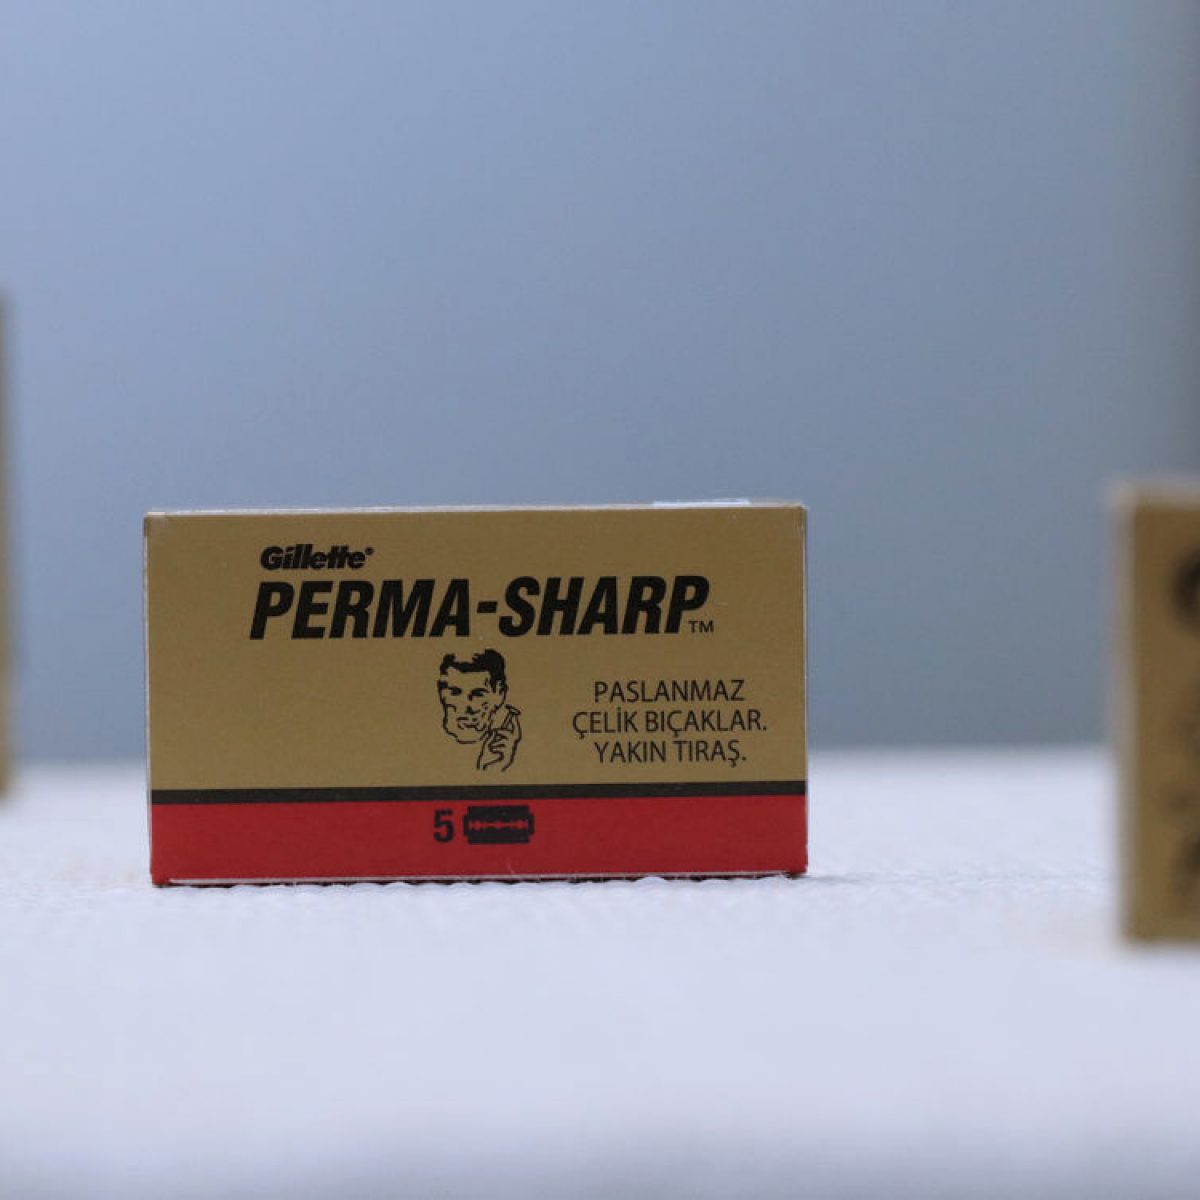 Gillette®
PERMA-SHARP™
PASLANMAZ
ÇELİK BIÇAKLAR.
YAKIN TIRAŞ.
5